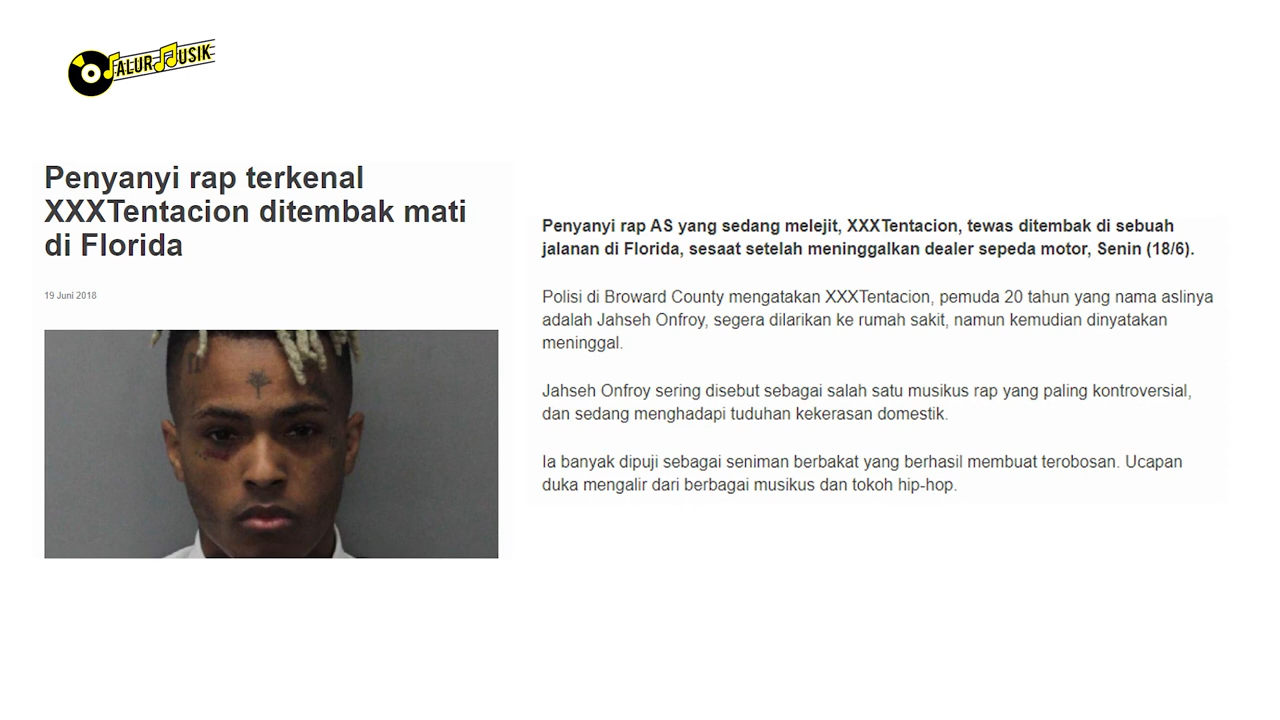 JALUR MUSIK
Penyanyi rap terkenal
XXXTentacion ditembak mati
di Florida
19 Juni 2018
Penyanyi rap AS yang sedang melejit, XXXTentacion, tewas ditembak di sebuah
jalanan di Florida, sesaat setelah meninggalkan dealer sepeda motor, Senin (18/6).
Polisi di Broward County mengatakan XXXTentacion, pemuda 20 tahun yang nama aslinya
adalah Jahseh Onfroy, segera dilarikan ke rumah sakit, namun kemudian dinyatakan
meninggal.
Jahseh Onfroy sering disebut sebagai salah satu musikus rap yang paling kontroversial,
dan sedang menghadapi tuduhan kekerasan domestik.
Ia banyak dipuji sebagai seniman berbakat yang berhasil membuat terobosan. Ucapan
duka mengalir dari berbagai musikus dan tokoh hip-hop.